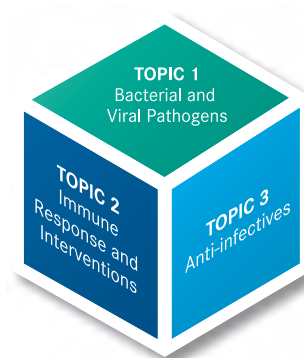 TOPIC 1
Bacterial and
Viral Pathogens
TOPIC 2
Immune
Response and
Interventions
TOPIC 3
Anti-infectives